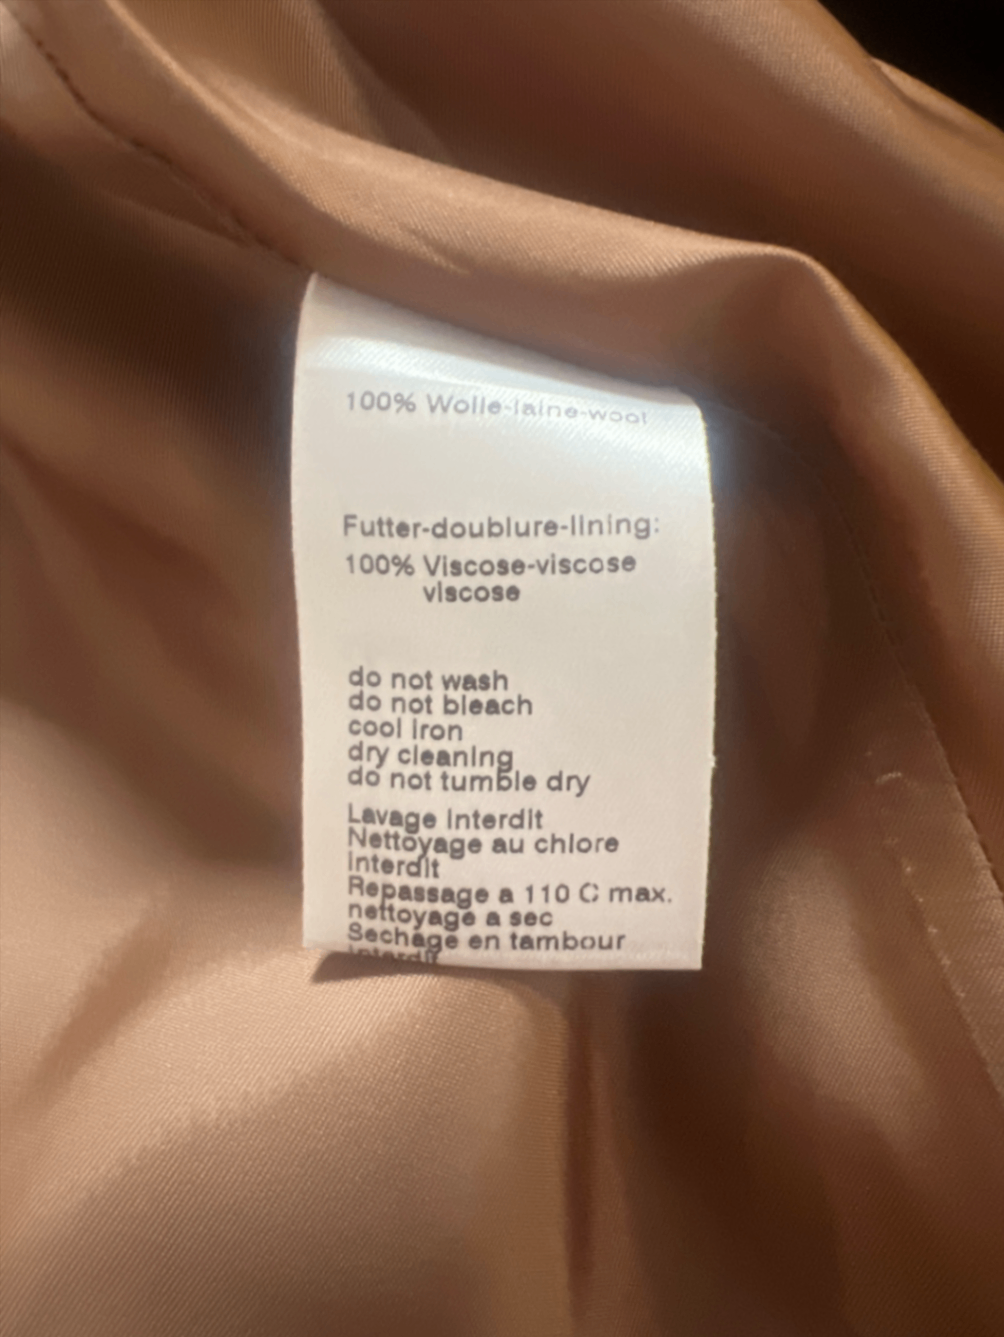 100% Wolle-laine-wool
Futter-doublure-lining:
100% Viscose-viscose
viscose
do not wash
do not bleach
cool iron
dry cleaning
do not tumble dry
Lavage interdit
Nettoyage au chlore
interdit
Repassage a 110 C max.
nettoyage a sec
Sechage en tambour
interdit